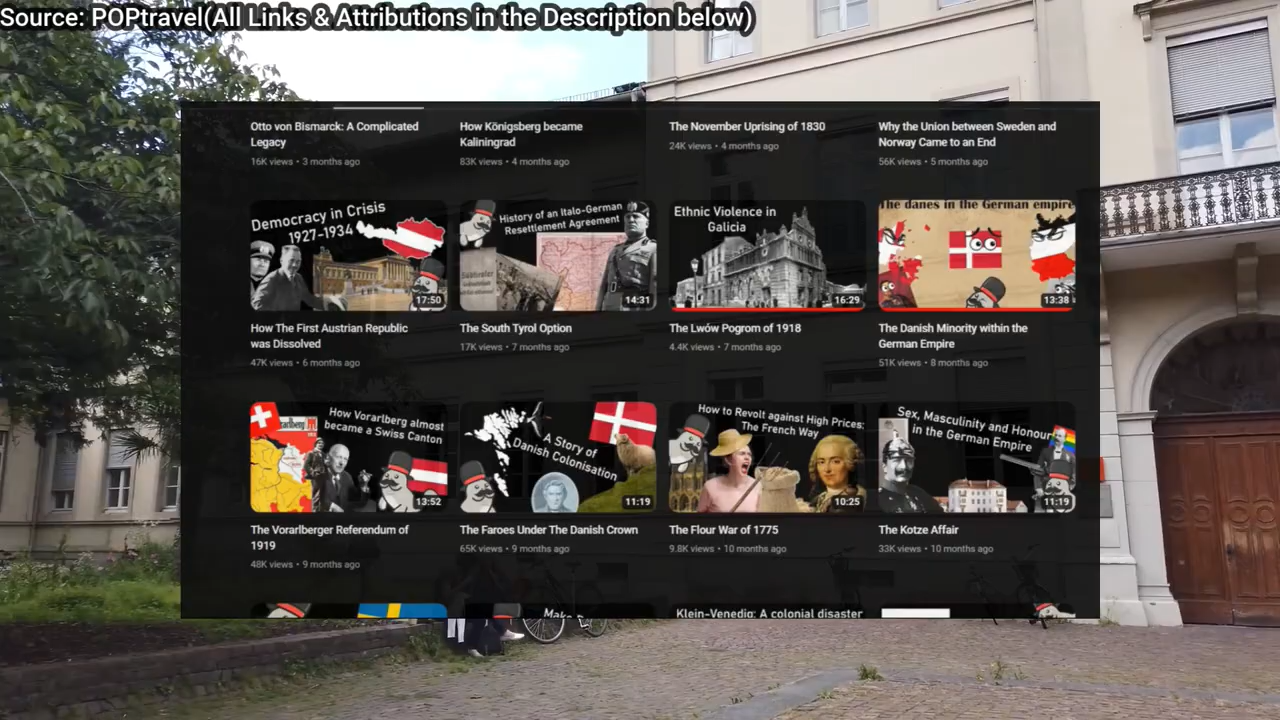 Source: POPtravel(All Links & Attributions in the Description below)
Otto von Bismarck: A Complicated
Legacy
16K views • 3 months ago
How Königsberg became
Kaliningrad
83K views • 4 months ago
The November Uprising of 1830
24K views • 4 months ago
Why the Union between Sweden and
Norway Came to an End
56K views • 5 months ago
Democracy in Crisis
1927-1934
17:50
How The First Austrian Republic
was Dissolved
47K views • 6 months ago
History of an Italo-German
Resettlement Agreement
Südtiroler
14:31
The South Tyrol Option
17K views • 7 months ago
Ethnic Violence in
Galicia
16:29
The Lwów Pogrom of 1918
4.4K views • 7 months ago
The danes in the German empire
13:38
The Danish Minority within the
German Empire
51K views • 8 months ago
How Vorarlberg almost
became a Swiss Canton
13:52
The Vorarlberger Referendum of
1919
48K views • 9 months ago
A Story of
Danish Colonisation
11:19
The Faroes Under The Danish Crown
65K views • 9 months ago
How to Revolt against High Prices:
The French Way
10:25
The Flour War of 1775
9.8K views • 10 months ago
Sex, Masculinity and Honour
in the German Empire
11:19
The Kotze Affair
33K views • 10 months ago
Klein-Venedig: A colonial disaster